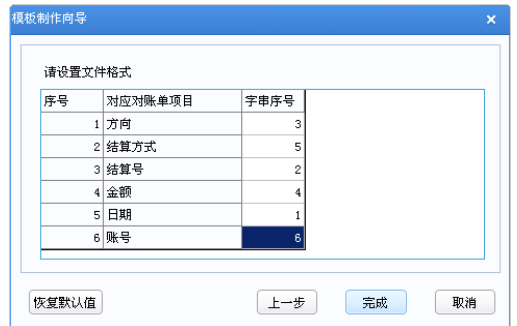 模板制作向导
请设置文件格式
序号 对应对账单项目 字串序号
1 方向 3
2 结算方式 5
3 结算号 2
4 金额 4
5 日期 1
6 账号 6
恢复默认值 上一步 完成 取消